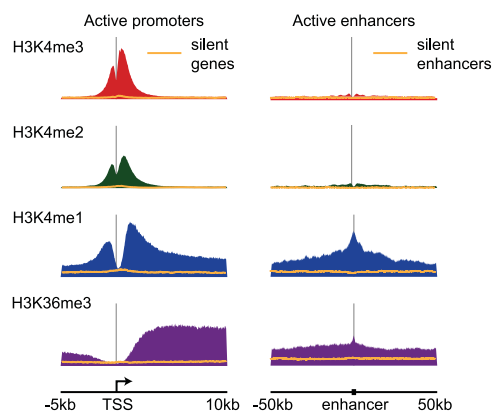 Active promoters
Active enhancers
H3K4me3
silent
genes
silent
enhancers
H3K4me2
H3K4me1
H3K36me3
-5kb TSS 10kb
-50kb enhancer 50kb